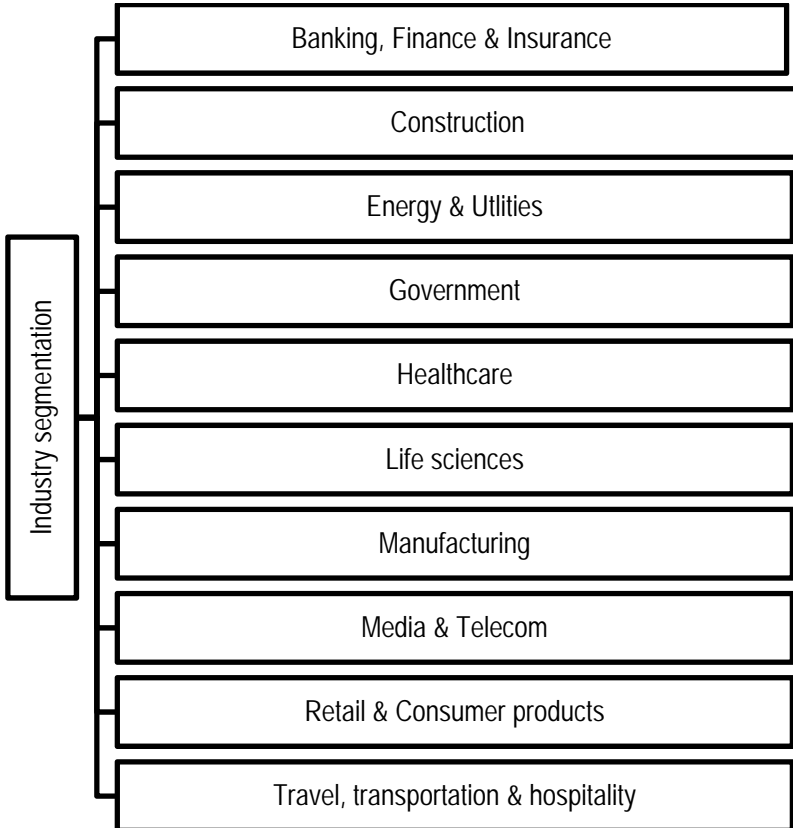 Banking, Finance & Insurance
Construction
Energy & Utlities
Government
Healthcare
Industry segmentation
Life sciences
Manufacturing
Media & Telecom
Retail & Consumer products
Travel, transportation & hospitality